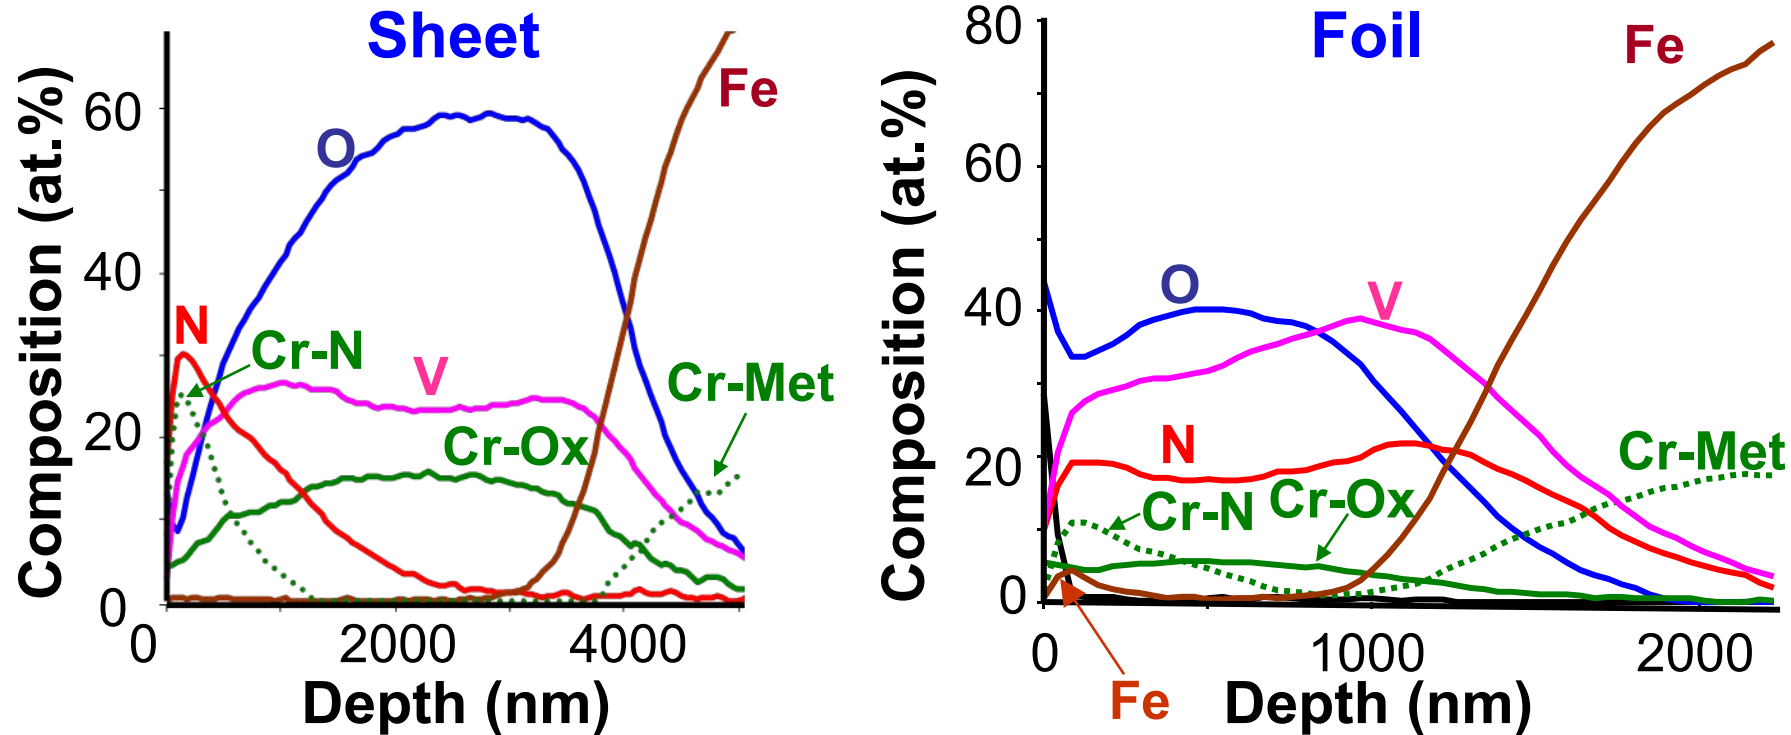 Sheet
Fe
60
O
N
Cr-N
40
V
Cr-Met
20
Cr-Ox
0
0
2000
4000
Depth (nm)
Composition (at.%)
Foil
80
Fe
60
O
V
40
N
Cr-Met
20
Cr-N
Cr-Ox
0
0
1000
2000
Fe
Depth (nm)
Composition (at.%)